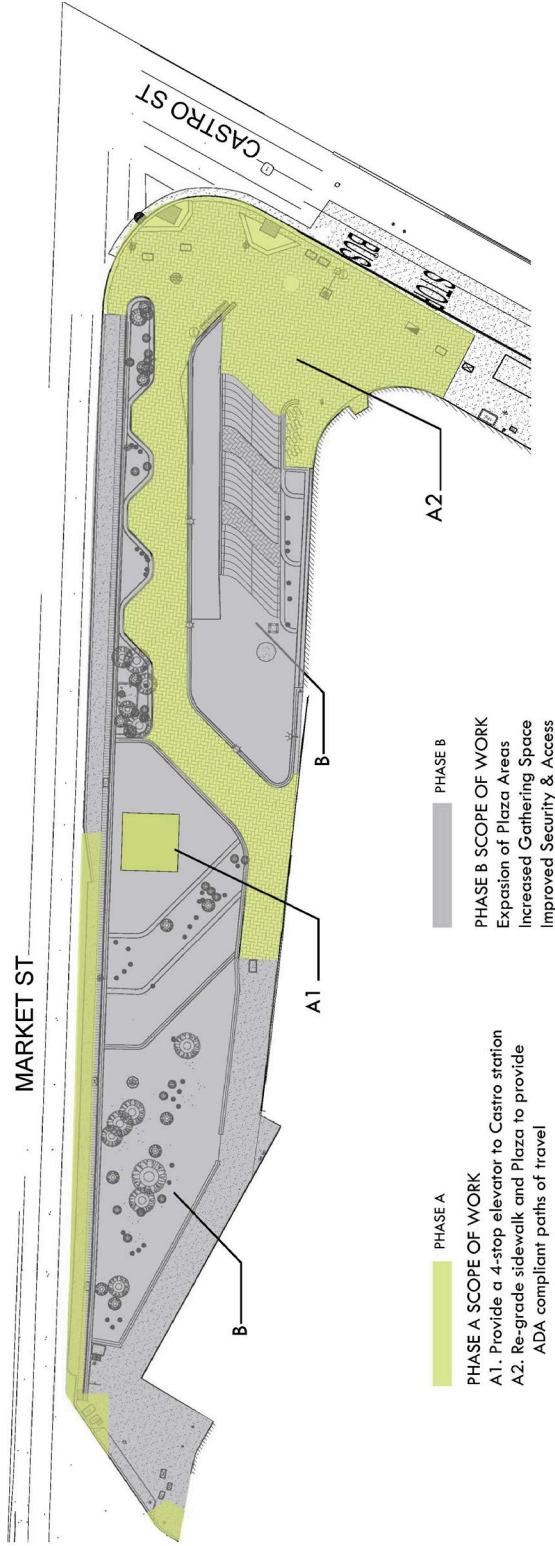 MARKET ST
CASTRO ST
BUS
STOP
A1
A2
B
B
PHASE A
PHASE A SCOPE OF WORK
A1. Provide a 4-stop elevator to Castro station
A2. Re-grade sidewalk and Plaza to provide
ADA compliant paths of travel
PHASE B
PHASE B SCOPE OF WORK
Expasion of Plaza Areas
Increased Gathering Space
Improved Security & Access